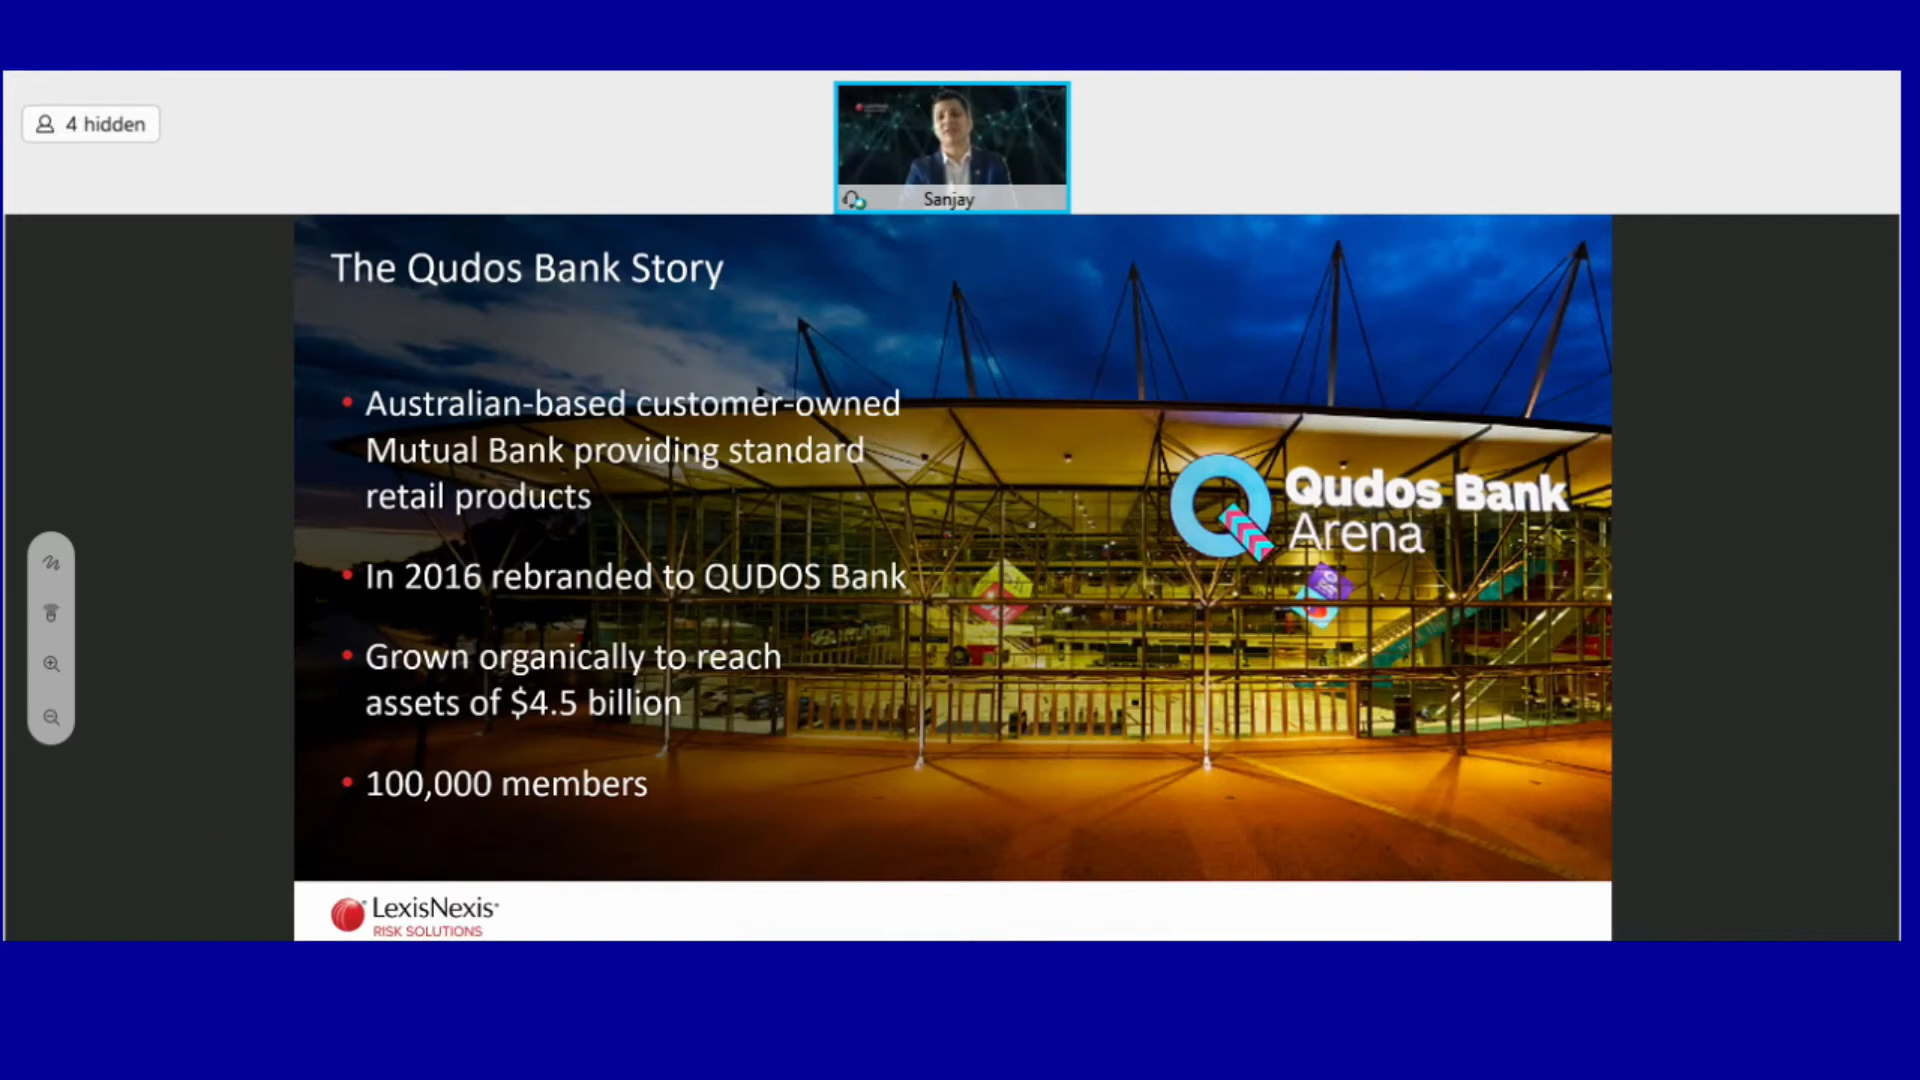 4 hidden
Sanjay
The Qudos Bank Story
• Australian-based customer-owned
Mutual Bank providing standard
retail products
• In 2016 rebranded to QUDOS Bank
• Grown organically to reach
assets of $4.5 billion
• 100,000 members
Qudos Bank
Arena
LexisNexis®
RISK SOLUTIONS